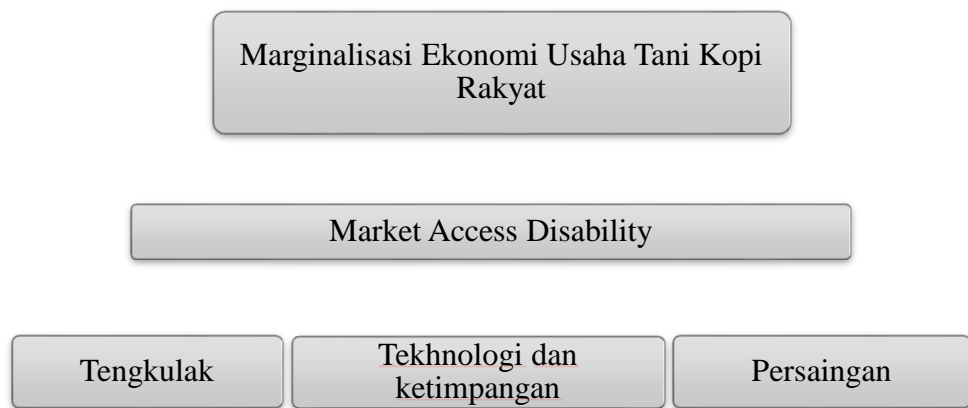 Marginalisasi Ekonomi Usaha Tani Kopi
Rakyat
Market Access Disability
Tengkulak
Tekhnologi dan
ketimpangan
Persaingan